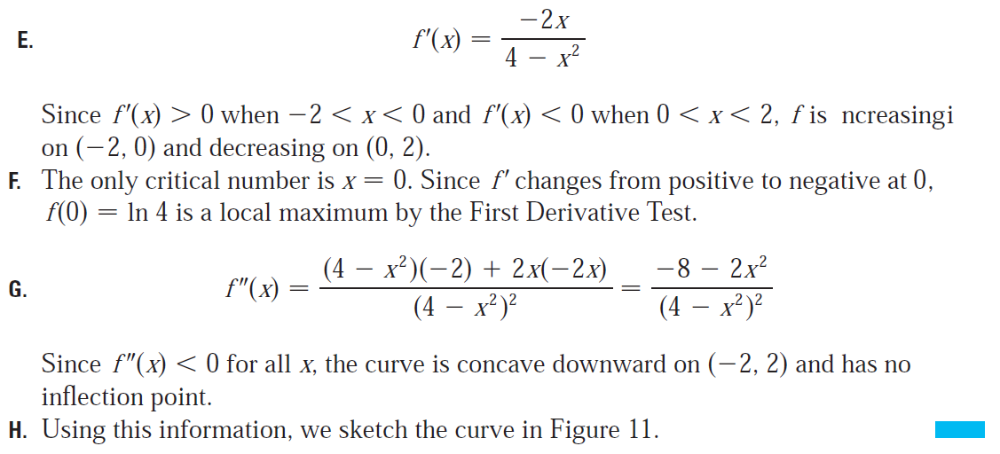 E. f′(x) = −2x / (4 − x²)
Since f′(x) > 0 when −2 < x < 0 and f′(x) < 0 when 0 < x < 2, f is ncreasingi
on (−2, 0) and decreasing on (0, 2).
F. The only critical number is x = 0. Since f′ changes from positive to negative at 0,
f(0) = ln 4 is a local maximum by the First Derivative Test.
G. f″(x) = ((4 − x²)(−2) + 2x(−2x)) / (4 − x²)² = (−8 − 2x²) / (4 − x²)²
Since f″(x) < 0 for all x, the curve is concave downward on (−2, 2) and has no
inflection point.
H. Using this information, we sketch the curve in Figure 11.